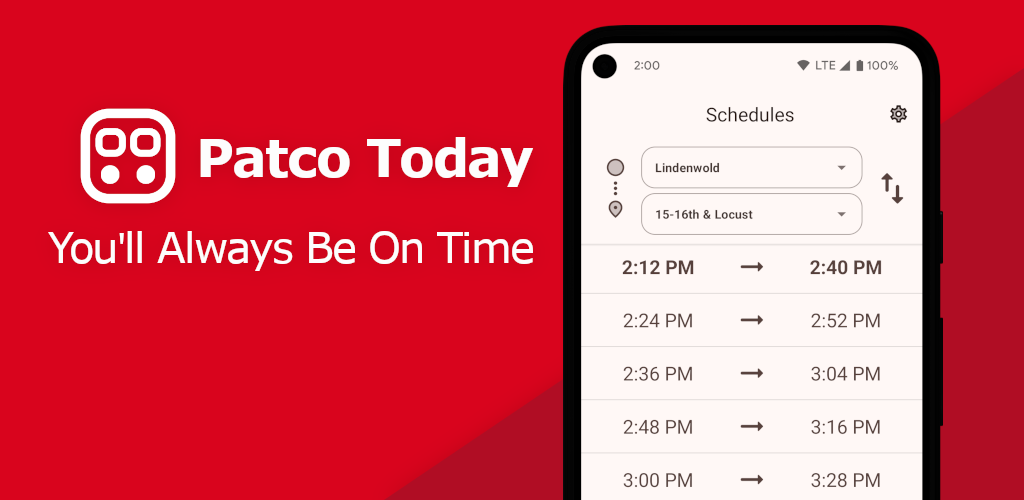 Patco Today
You'll Always Be On Time
2:00 LTE 100%
Schedules
Lindenwold
15-16th & Locust
2:12 PM → 2:40 PM
2:24 PM → 2:52 PM
2:36 PM → 3:04 PM
2:48 PM → 3:16 PM
3:00 PM → 3:28 PM